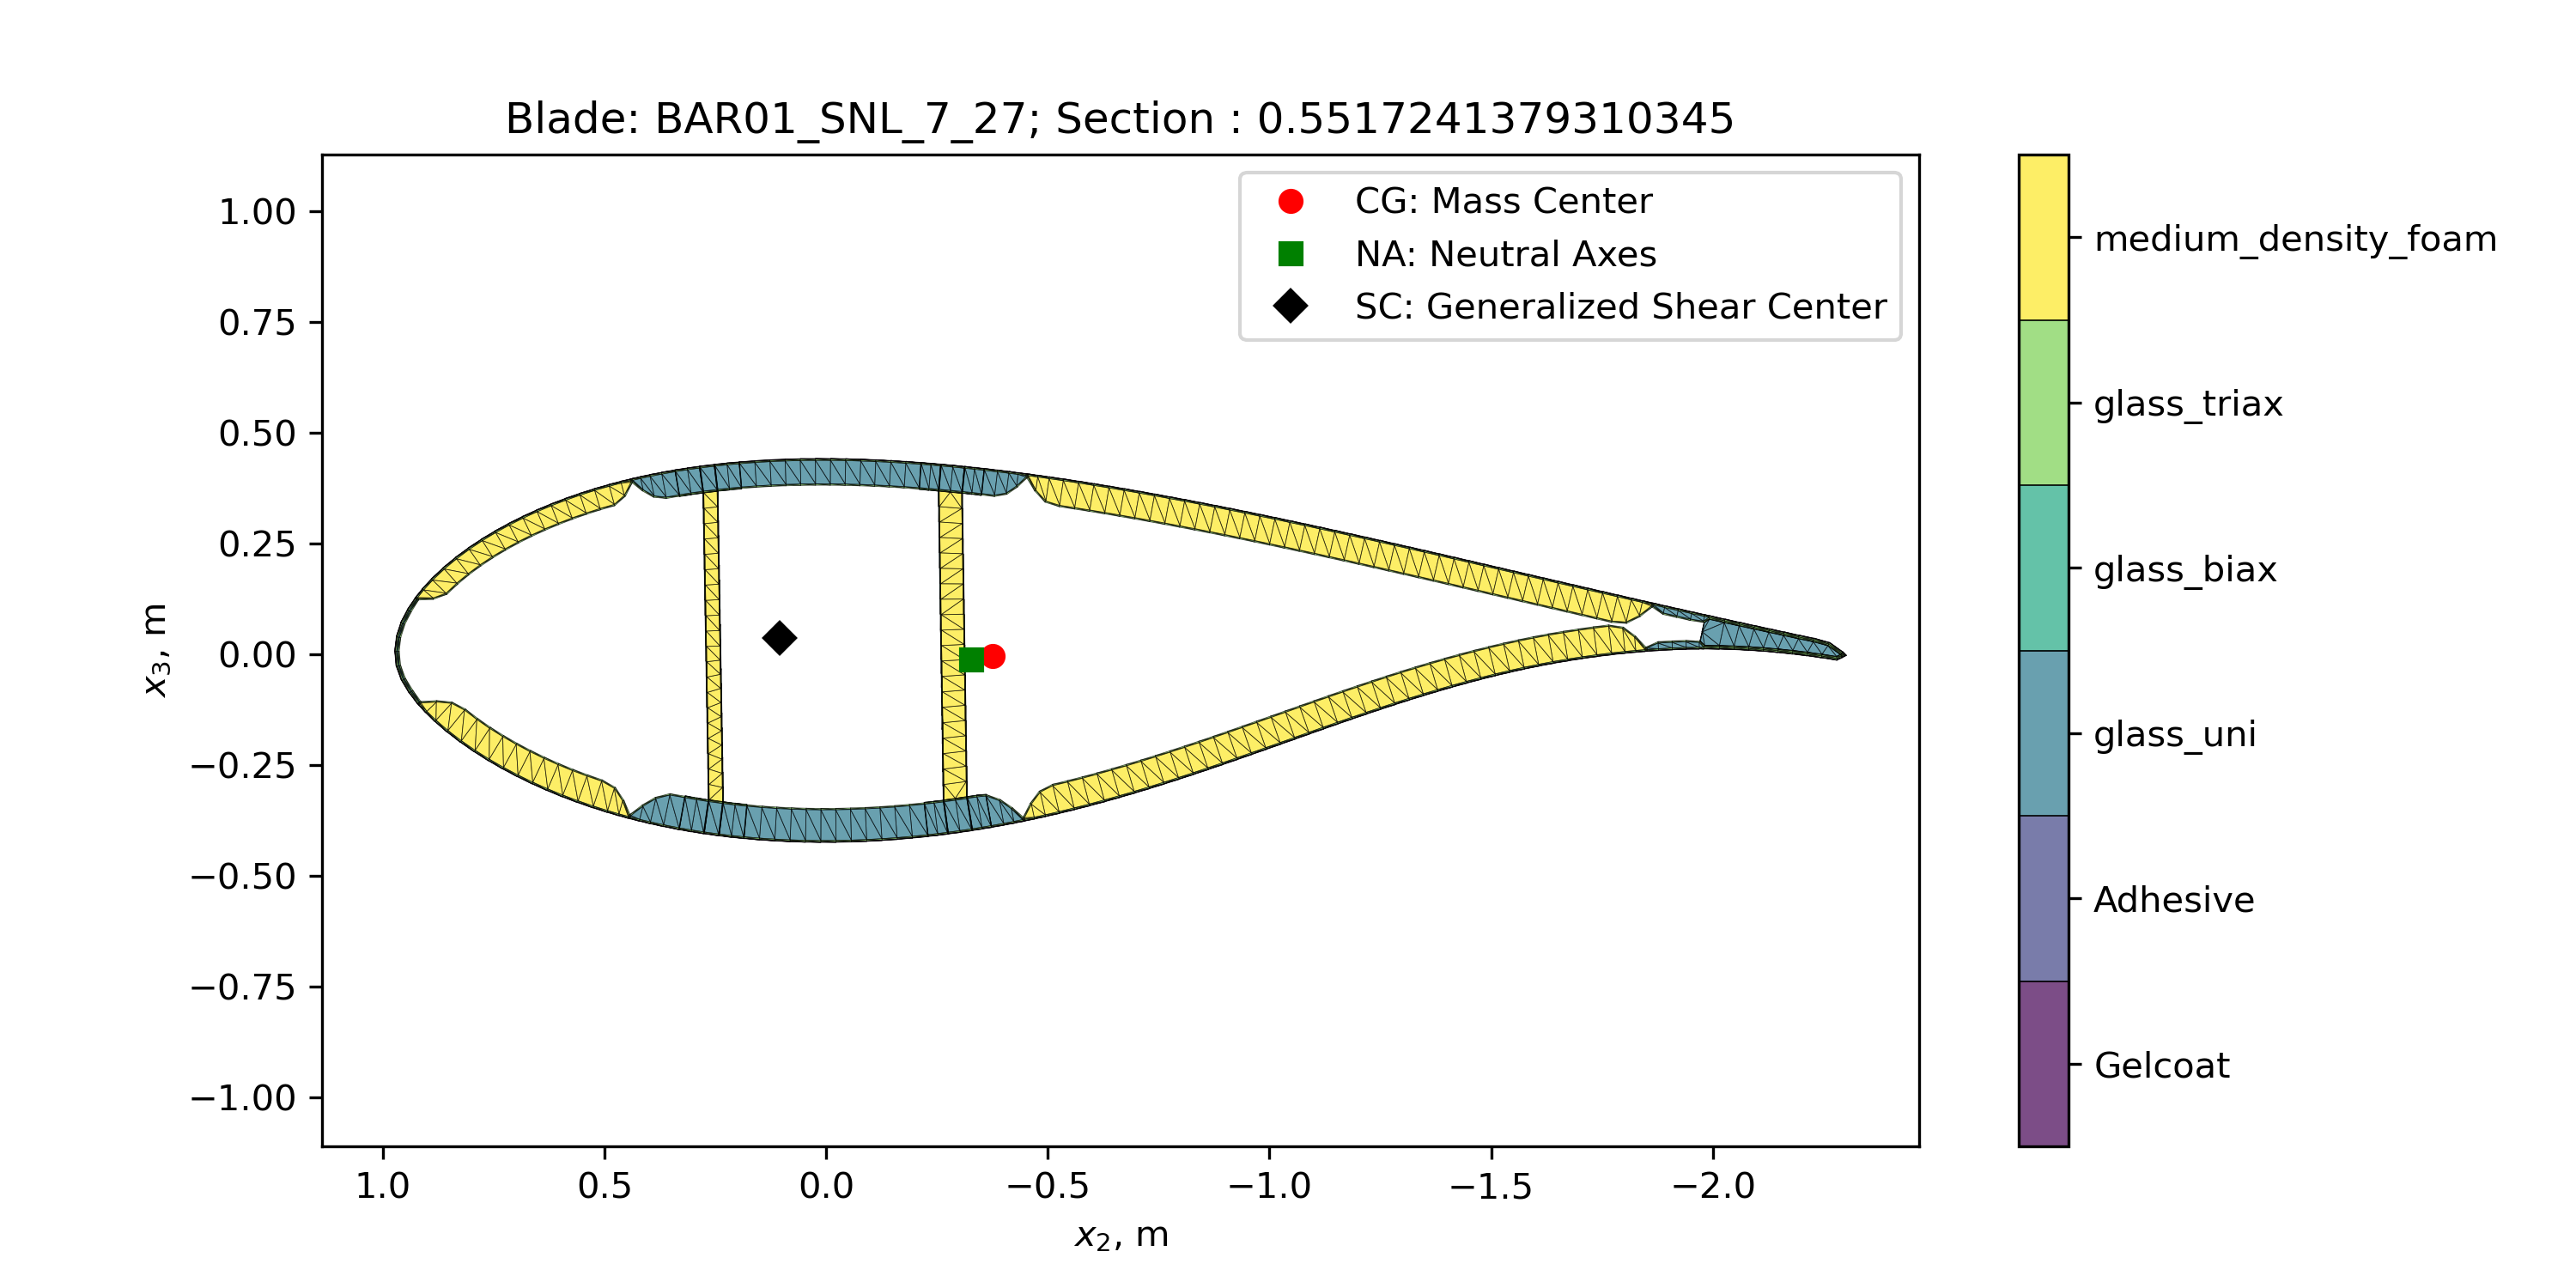 Blade: BAR01_SNL_7_27; Section : 0.5517241379310345
CG: Mass Center
NA: Neutral Axes
SC: Generalized Shear Center
1.00
0.75
0.50
0.25
0.00
−0.25
−0.50
−0.75
−1.00
x₃, m
1.0 0.5 0.0 −0.5 −1.0 −1.5 −2.0
x₂, m
medium_density_foam
glass_triax
glass_biax
glass_uni
Adhesive
Gelcoat